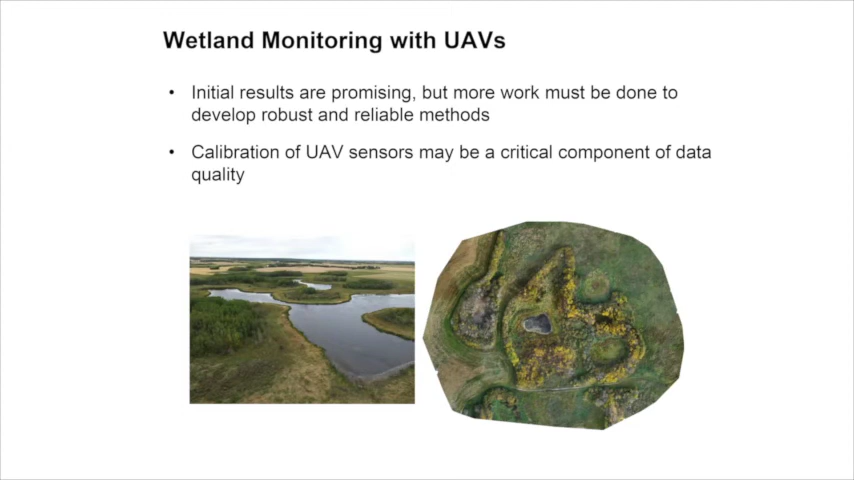 Wetland Monitoring with UAVs
• Initial results are promising, but more work must be done to
develop robust and reliable methods
• Calibration of UAV sensors may be a critical component of data
quality